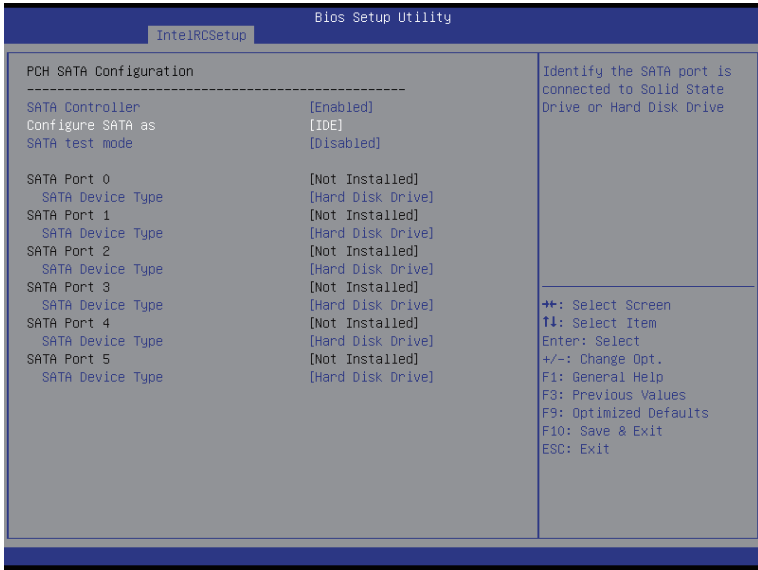 Bios Setup Utility
IntelRCSetup
PCH SATA Configuration
--------------------------------------------------
SATA Controller [Enabled]
Configure SATA as [IDE]
SATA test mode [Disabled]
SATA Port 0 [Not Installed]
SATA Device Type [Hard Disk Drive]
SATA Port 1 [Not Installed]
SATA Device Type [Hard Disk Drive]
SATA Port 2 [Not Installed]
SATA Device Type [Hard Disk Drive]
SATA Port 3 [Not Installed]
SATA Device Type [Hard Disk Drive]
SATA Port 4 [Not Installed]
SATA Device Type [Hard Disk Drive]
SATA Port 5 [Not Installed]
SATA Device Type [Hard Disk Drive]
Identify the SATA port is
connected to Solid State
Drive or Hard Disk Drive
→←: Select Screen
↑↓: Select Item
Enter: Select
+/-: Change Opt.
F1: General Help
F3: Previous Values
F9: Optimized Defaults
F10: Save & Exit
ESC: Exit